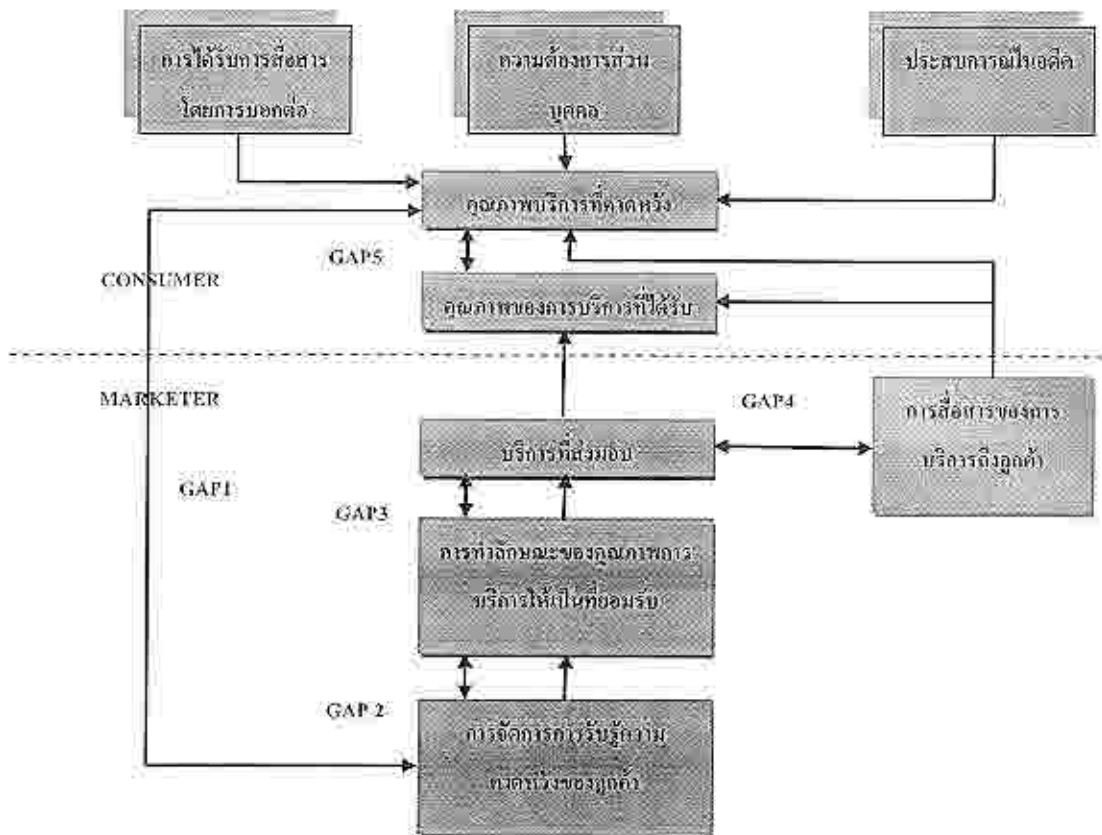 การได้รับการสื่อสาร
โดยการบอกต่อ
ความต้องการส่วน
บุคคล
ประสบการณ์ในอดีต
คุณภาพบริการที่คาดหวัง
GAP5
CONSUMER
คุณภาพของการบริการที่ได้รับ
MARKETER
GAP4
การสื่อสารของการ
บริการถึงลูกค้า
บริการที่ส่งมอบ
GAP1
GAP3
การทำลักษณะของคุณภาพการ
บริการให้เป็นที่ยอมรับ
GAP 2
การจัดการการรับรู้ความ
คาดหวังของลูกค้า